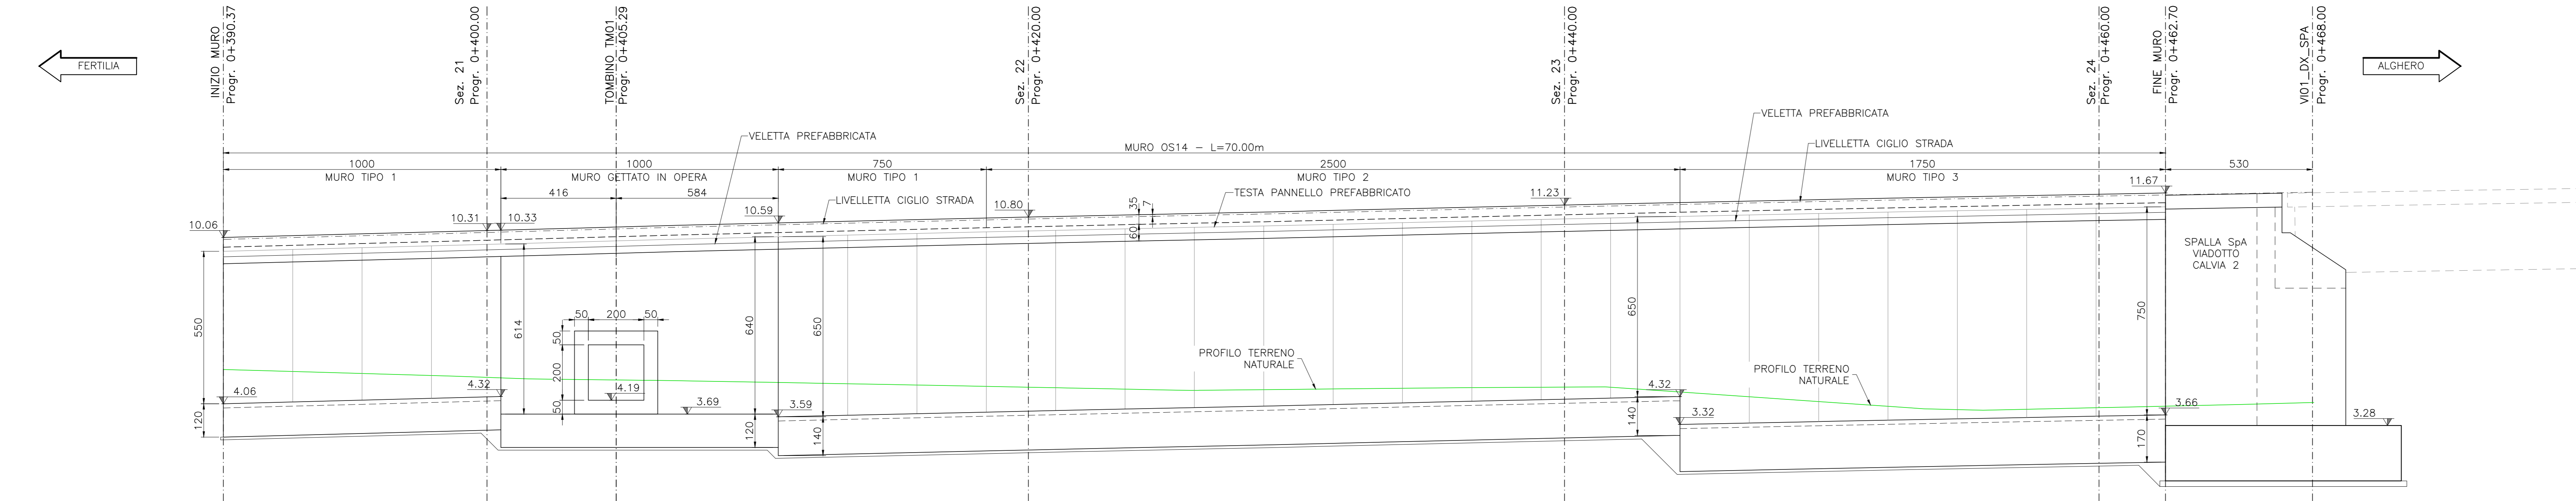 INIZIO MURO
Progr. 0+390.37
Sez. 21
Progr. 0+400.00
TOMBINO TM01
Progr. 0+405.29
Sez. 22
Progr. 0+420.00
Sez. 23
Progr. 0+440.00
Sez. 24
Progr. 0+460.00
FINE MURO
Progr. 0+462.70
VI01_DX_SPA
Progr. 0+468.00
FERTILIA
ALGHERO
VELETTA PREFABBRICATA
VELETTA PREFABBRICATA
MURO OS14 - L=70.00m
LIVELLETTA CIGLIO STRADA
1000
1000
750
2500
1750
530
MURO TIPO 1
MURO GETTATO IN OPERA
MURO TIPO 1
MURO TIPO 2
MURO TIPO 3
416
584
TESTA PANNELLO PREFABBRICATO
11.23
11.67
LIVELLETTA CIGLIO STRADA
10.06
10.31
10.33
10.59
10.80
35
7
60
SPALLA SpA
VIADOTTO
CALVIA 2
550
614
640
650
650
750
50
200
50
50
200
50
PROFILO TERRENO
NATURALE
PROFILO TERRENO
NATURALE
4.06
4.32
4.19
3.69
3.59
4.32
3.32
3.66
3.28
120
120
140
140
170